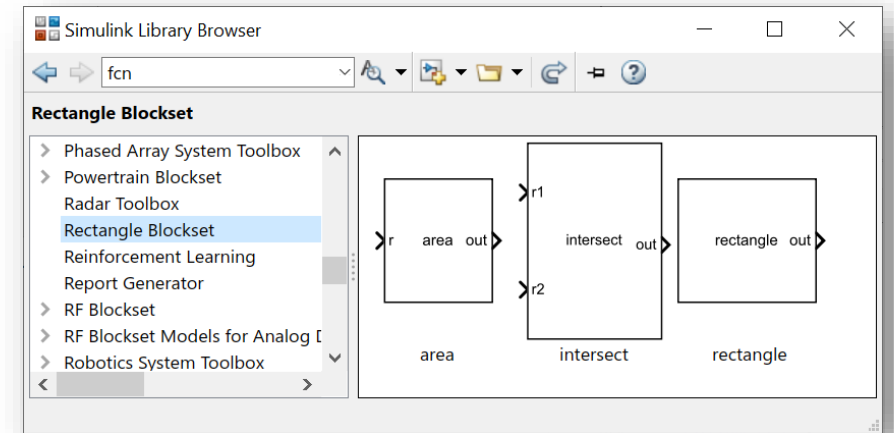 Simulink Library Browser
fcn
Rectangle Blockset
Phased Array System Toolbox
Powertrain Blockset
Radar Toolbox
Rectangle Blockset
Reinforcement Learning
Report Generator
RF Blockset
RF Blockset Models for Analog
Robotics System Toolbox
r area out
r1
intersect out
r2
rectangle out
area
intersect
rectangle